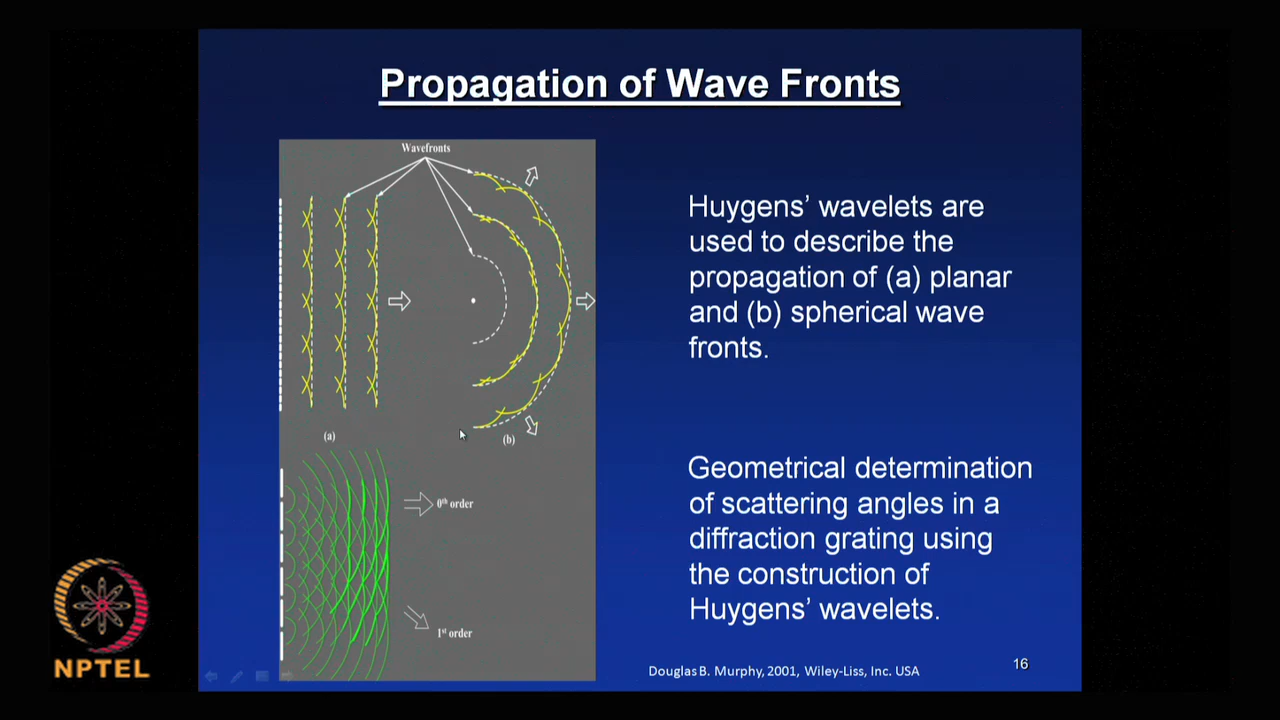 Propagation of Wave Fronts
Wavefronts
(a)
(b)
0th order
1st order
Huygens’ wavelets are
used to describe the
propagation of (a) planar
and (b) spherical wave
fronts.
Geometrical determination
of scattering angles in a
diffraction grating using
the construction of
Huygens’ wavelets.
Douglas B. Murphy, 2001, Wiley-Liss, Inc. USA
16
NPTEL